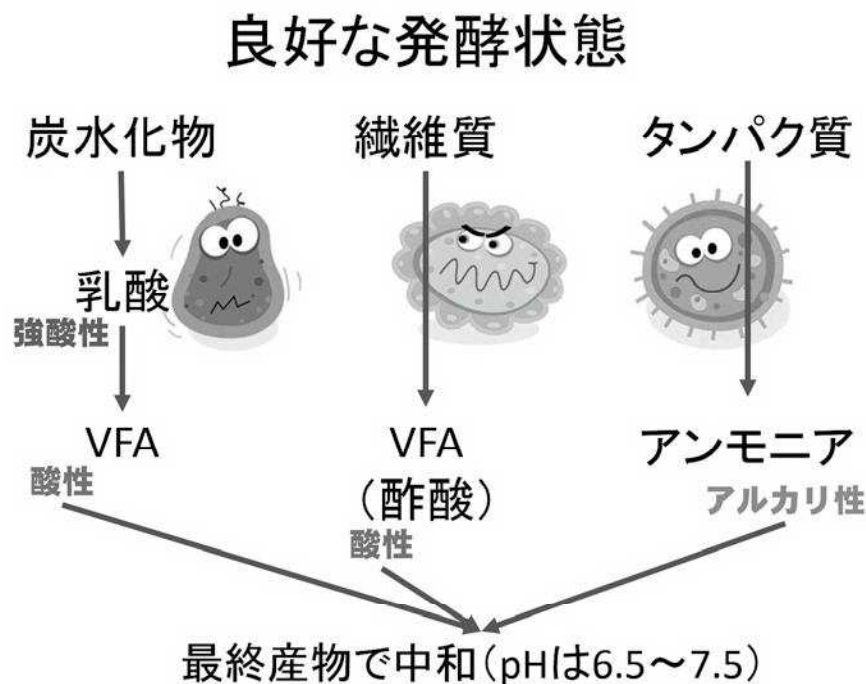 良好な発酵状態
炭水化物
繊維質
タンパク質
乳酸
強酸性
VFA
酸性
VFA
（酢酸）
酸性
アンモニア
アルカリ性
最終産物で中和（pHは6.5～7.5）